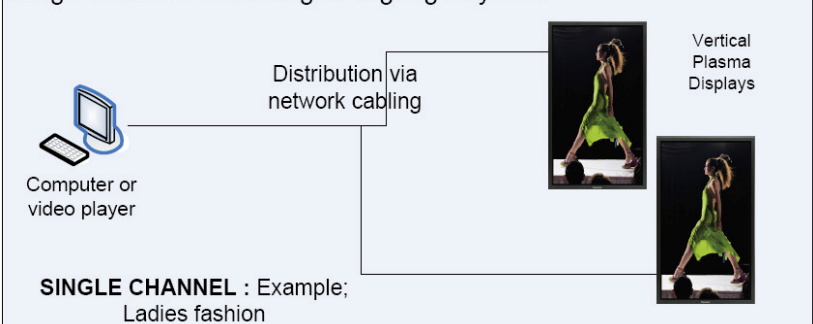 Distribution via
network cabling
Vertical
Plasma
Displays
Computer or
video player
SINGLE CHANNEL : Example;
Ladies fashion